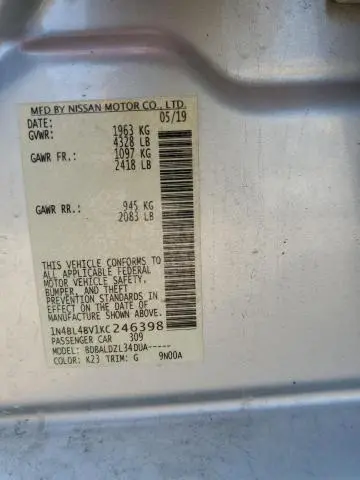 MFD BY NISSAN MOTOR CO., LTD.
DATE: 05/19
GVWR: 1963 KG
4328 LB
GAWR FR.: 1097 KG
2418 LB
GAWR RR.: 945 KG
2083 LB
THIS VEHICLE CONFORMS TO
ALL APPLICABLE FEDERAL
MOTOR VEHICLE SAFETY,
BUMPER, AND THEFT
PREVENTION STANDARDS IN
EFFECT ON THE DATE OF
MANUFACTURE SHOWN ABOVE.
1N4BL4BV1KC246398
PASSENGER CAR 309
MODEL: BDBALDZL34DUA-----
COLOR: K23 TRIM: G 9N00A